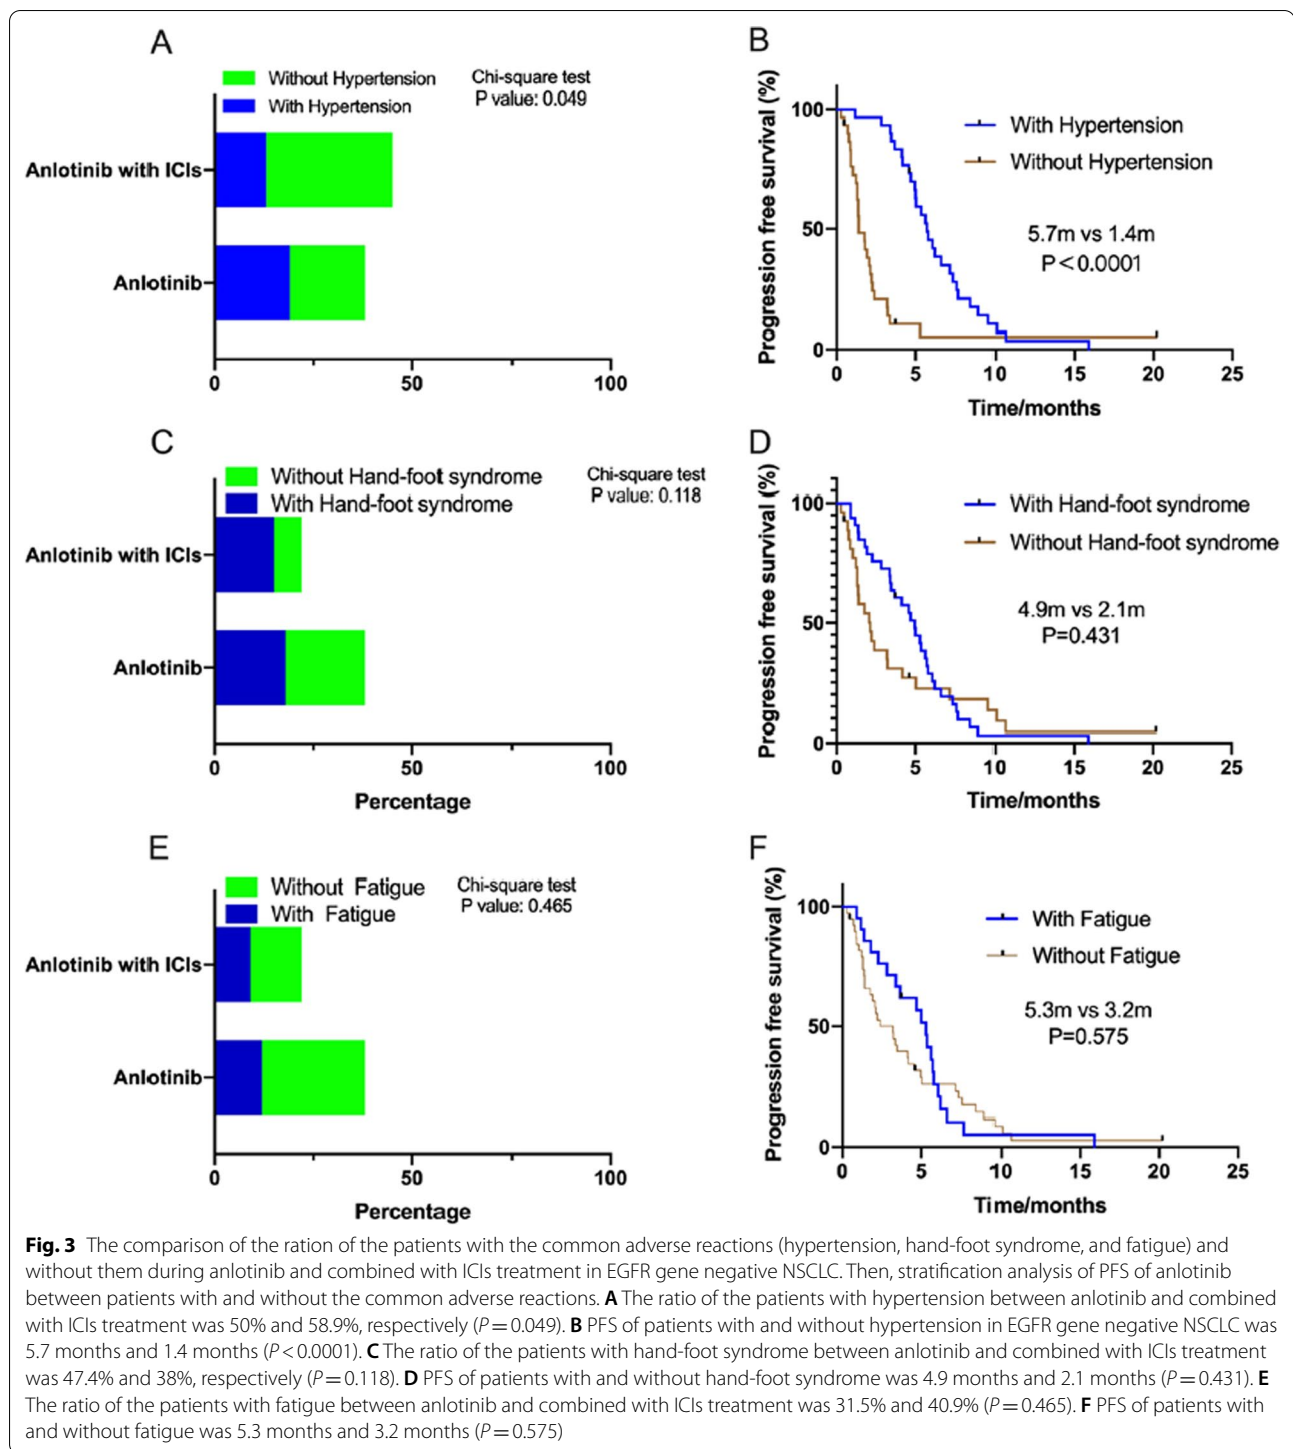 A
Without Hypertension
With Hypertension
Chi-square test
P value: 0.049
Anlotinib with ICIs
Anlotinib
0 50 100
B
Progression free survival (%)
100
50
0
With Hypertension
Without Hypertension
5.7m vs 1.4m
P<0.0001
0 5 10 15 20 25
Time/months
C
Without Hand-foot syndrome
With Hand-foot syndrome
Chi-square test
P value: 0.118
Anlotinib with ICIs
Anlotinib
0 50 100
Percentage
D
Progression free survival (%)
100
50
0
With Hand-foot syndrome
Without Hand-foot syndrome
4.9m vs 2.1m
P=0.431
0 5 10 15 20 25
Time/months
E
Without Fatigue
With Fatigue
Chi-square test
P value: 0.465
Anlotinib with ICIs
Anlotinib
0 50 100
Percentage
F
Progression free survival (%)
100
50
0
With Fatigue
Without Fatigue
5.3m vs 3.2m
P=0.575
0 5 10 15 20 25
Time/months
Fig. 3 The comparison of the ration of the patients with the common adverse reactions (hypertension, hand-foot syndrome, and fatigue) and
without them during anlotinib and combined with ICIs treatment in EGFR gene negative NSCLC. Then, stratification analysis of PFS of anlotinib
between patients with and without the common adverse reactions. A The ratio of the patients with hypertension between anlotinib and combined
with ICIs treatment was 50% and 58.9%, respectively (P = 0.049). B PFS of patients with and without hypertension in EGFR gene negative NSCLC was
5.7 months and 1.4 months (P < 0.0001). C The ratio of the patients with hand-foot syndrome between anlotinib and combined with ICIs treatment
was 47.4% and 38%, respectively (P = 0.118). D PFS of patients with and without hand-foot syndrome was 4.9 months and 2.1 months (P = 0.431). E
The ratio of the patients with fatigue between anlotinib and combined with ICIs treatment was 31.5% and 40.9% (P = 0.465). F PFS of patients with
and without fatigue was 5.3 months and 3.2 months (P = 0.575)